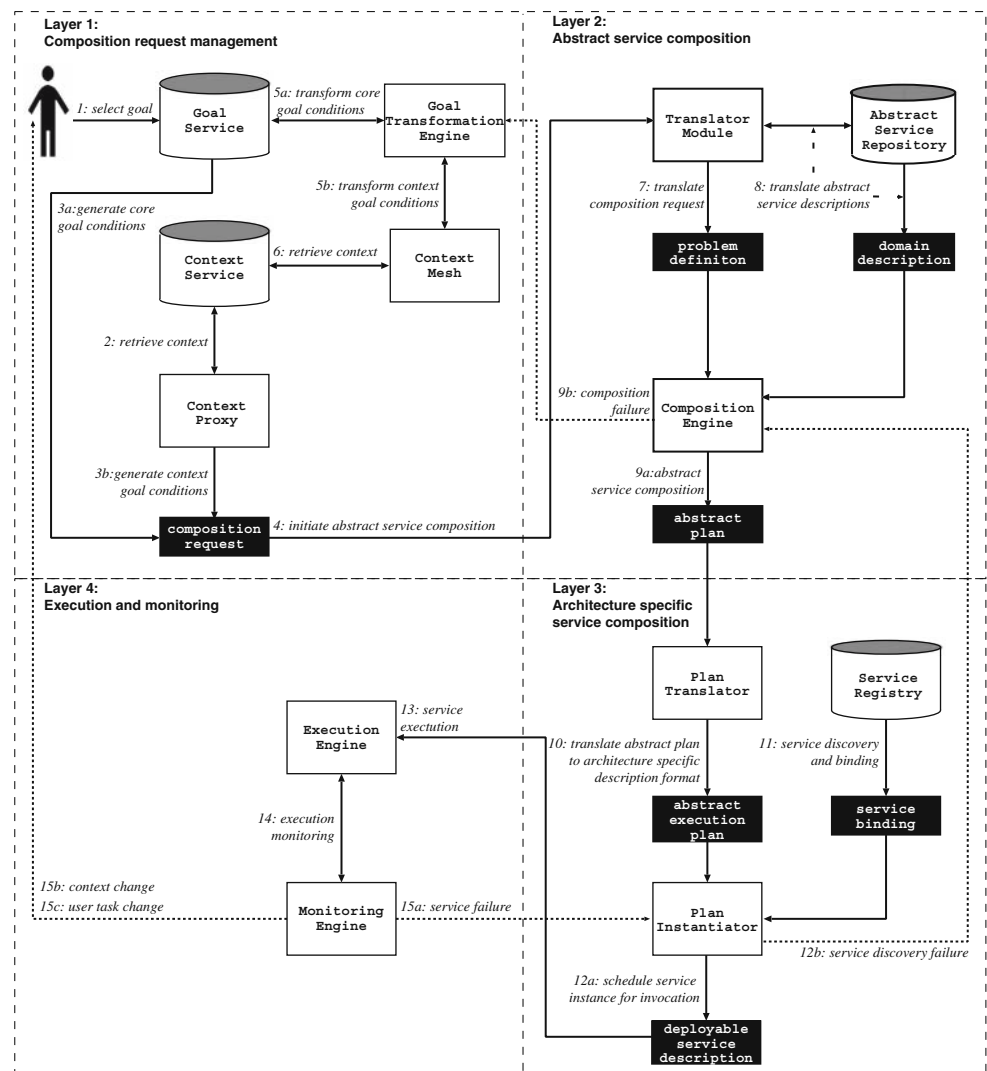 Layer 1:
Composition request management
1: select goal
Goal
Service
5a: transform core
goal conditions
Goal
Transformation
Engine
5b: transform context
goal conditions
3a:generate core
goal conditions
Context
Service
6: retrieve context
Context
Mesh
2: retrieve context
Context
Proxy
3b:generate context
goal conditions
composition
request
4: initiate abstract service composition
Layer 2:
Abstract service composition
Translator
Module
Abstract
Service
Repository
7: translate
composition request
8: translate abstract
service descriptions
problem
definiton
domain
description
9b: composition
failure
Composition
Engine
9a:abstract
service composition
abstract
plan
Layer 4:
Execution and monitoring
Execution
Engine
13: service
execution
14: execution
monitoring
15b: context change
15c: user task change
Monitoring
Engine
15a: service failure
Layer 3:
Architecture specific
service composition
Plan
Translator
Service
Registry
10: translate abstract plan
to architecture specific
description format
11: service discovery
and binding
abstract
execution
plan
service
binding
Plan
Instantiator
12b: service discovery failure
12a: schedule service
instance for invocation
deployable
service
description